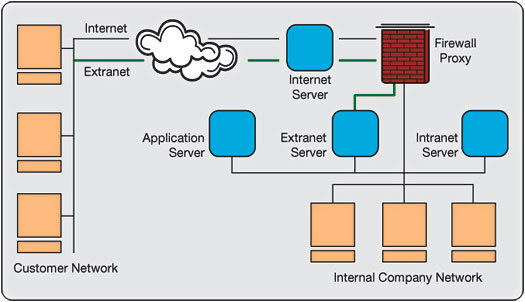 Internet
Extranet
Internet
Server
Firewall
Proxy
Application
Server
Extranet
Server
Intranet
Server
Customer Network
Internal Company Network